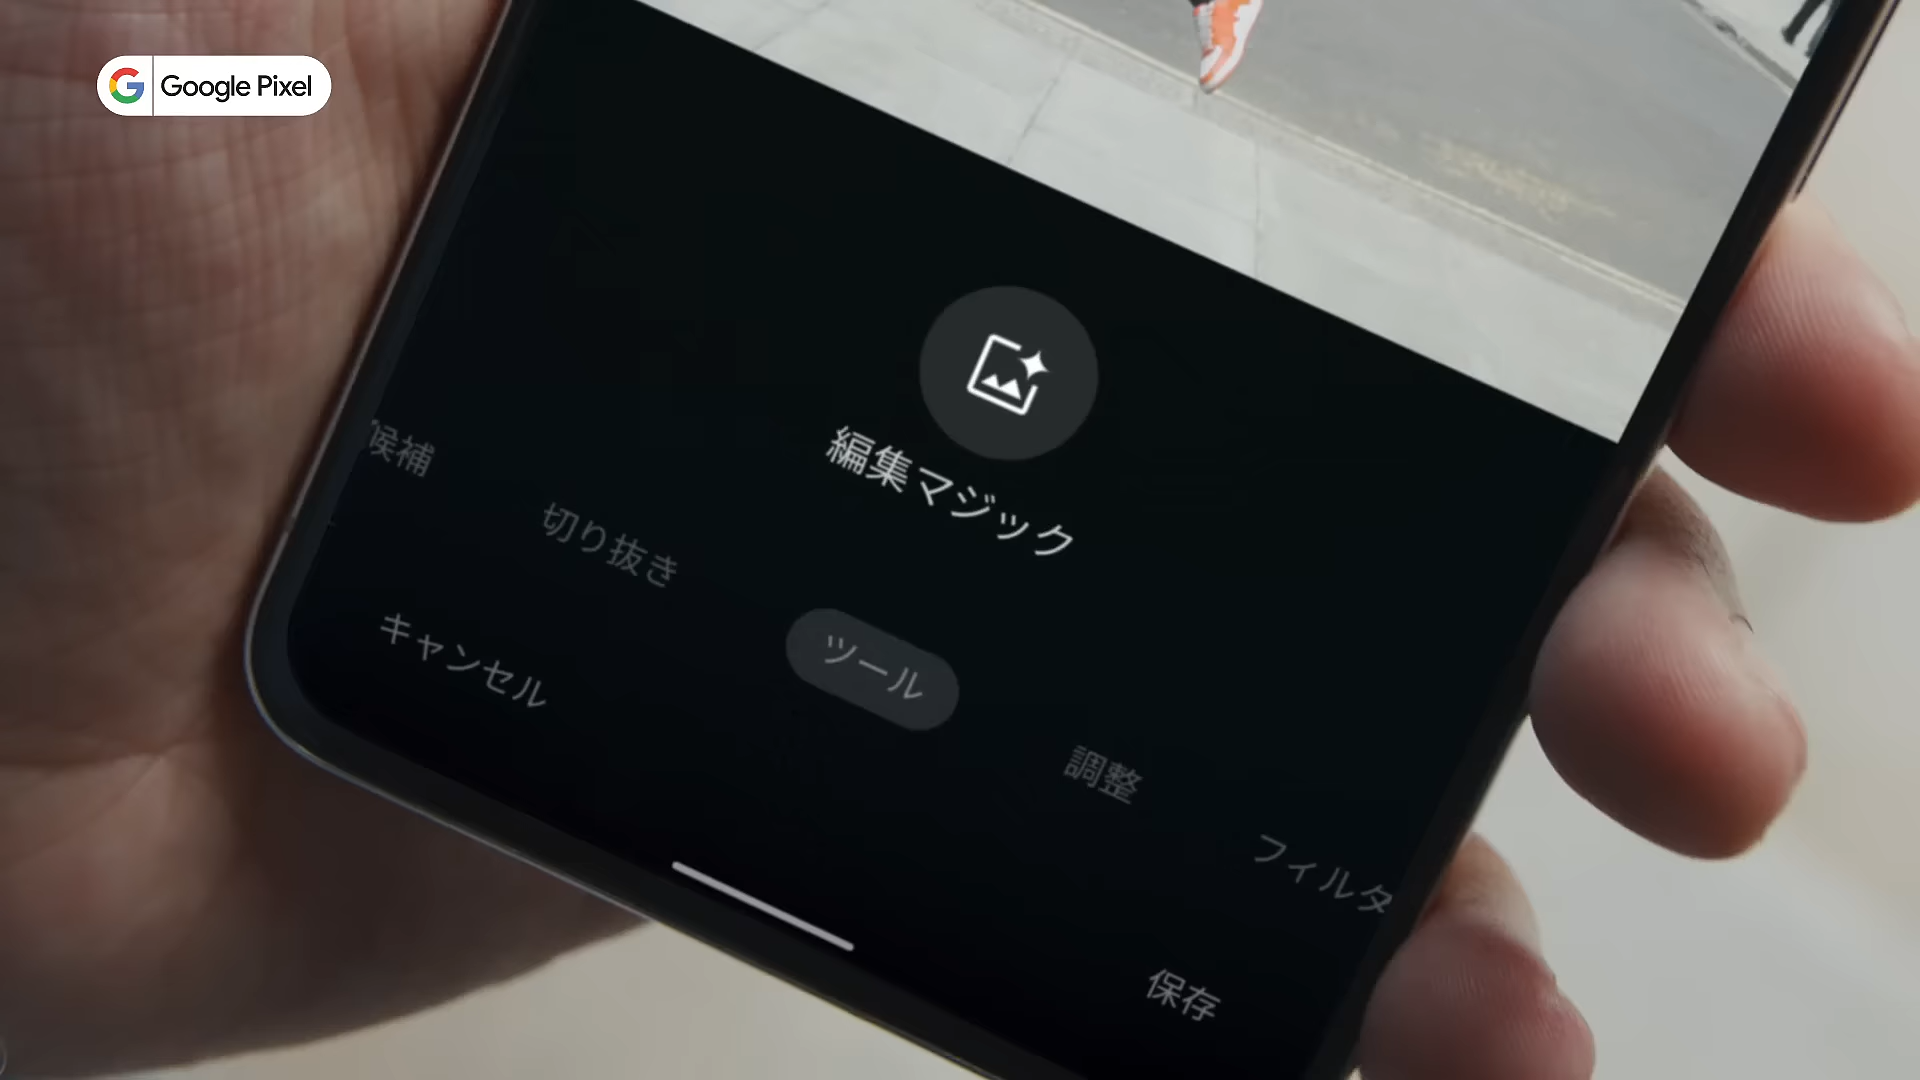 Google Pixel
編集マジック
候補
切り抜き
ツール
調整
フィルタ
キャンセル
保存